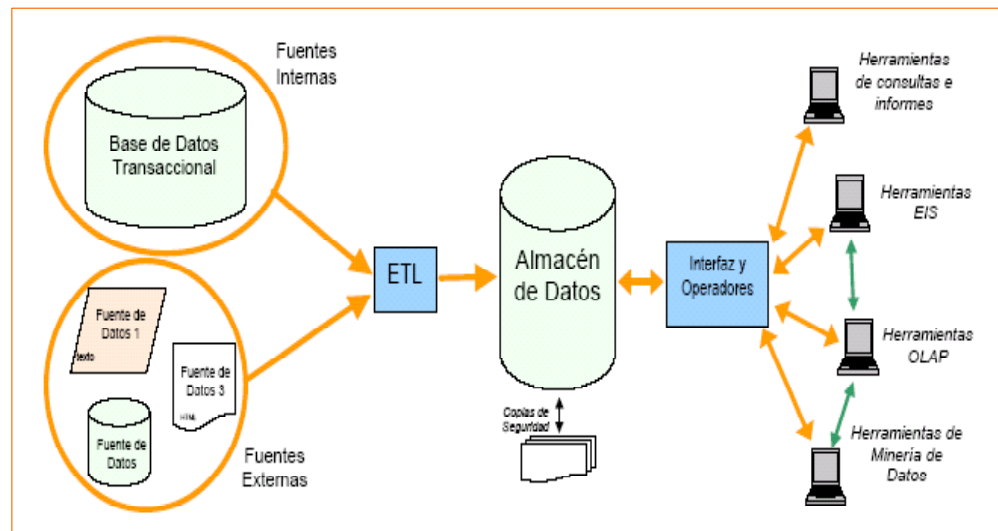 Fuentes
Internas
Base de Datos
Transaccional
Fuente de
Datos 1
texto
Fuente de
Datos 3
HTML
Fuente de
Datos
Fuentes
Externas
ETL
Almacén
de Datos
Copias de
Seguridad
Interfaz y
Operadores
Herramientas
de consultas e
informes
Herramientas
EIS
Herramientas
OLAP
Herramientas de
Minería de
Datos